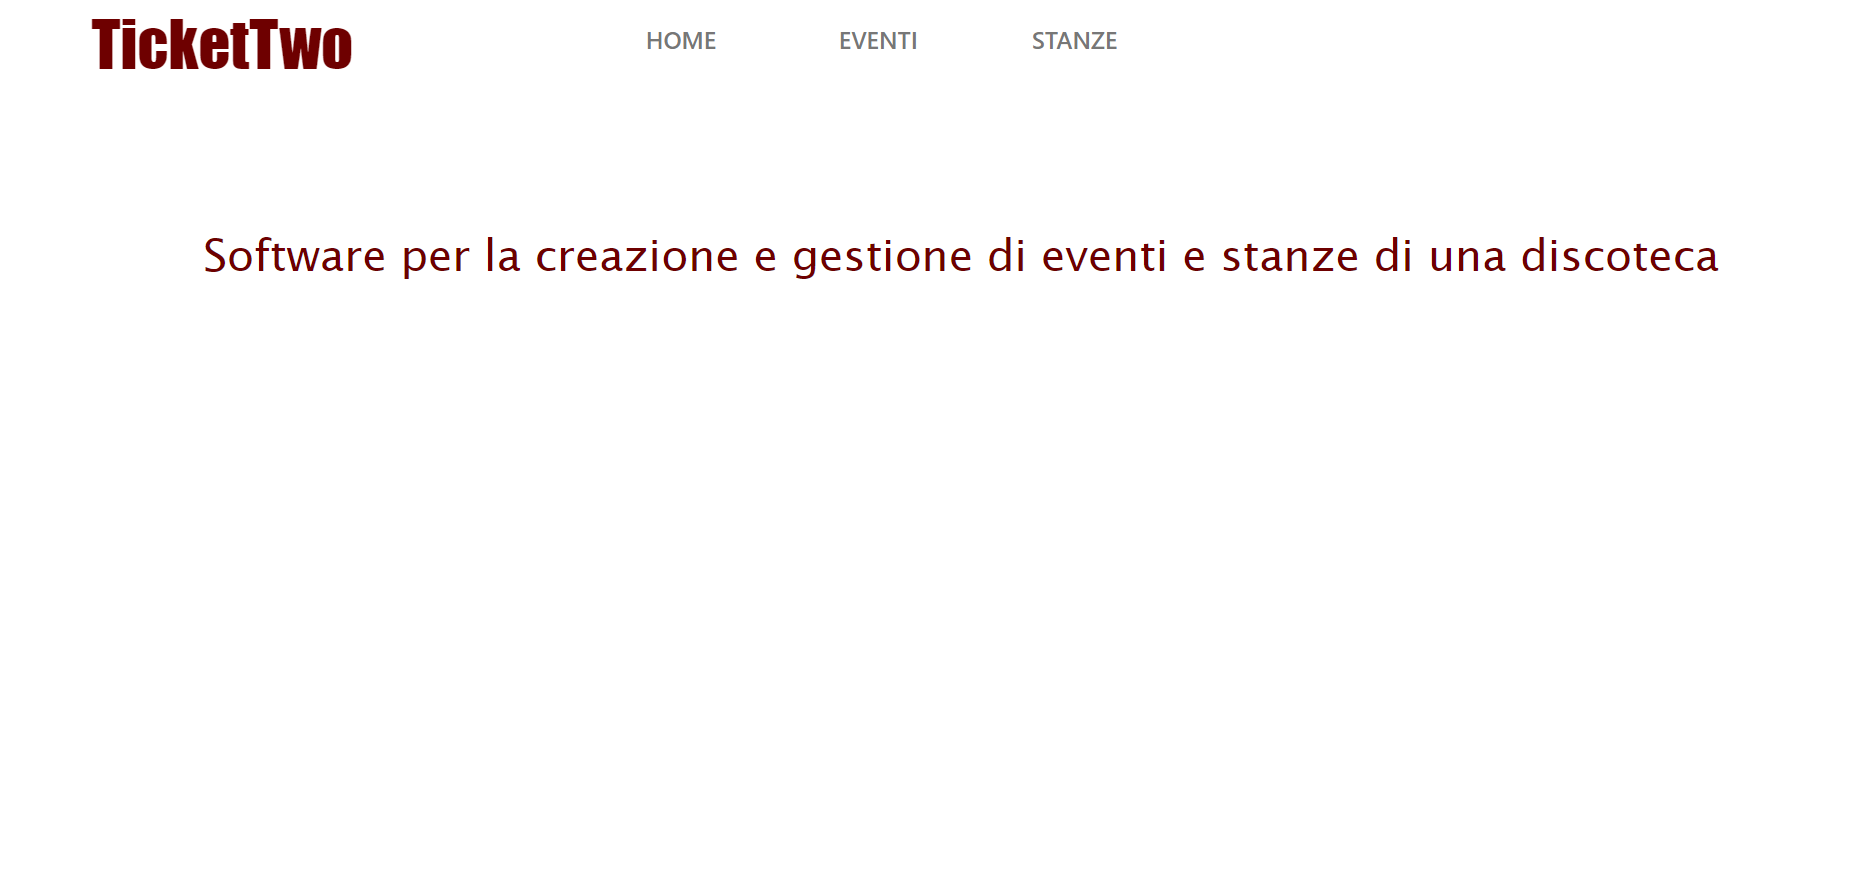 TicketTwo HOME EVENTI STANZE
Software per la creazione e gestione di eventi e stanze di una discoteca